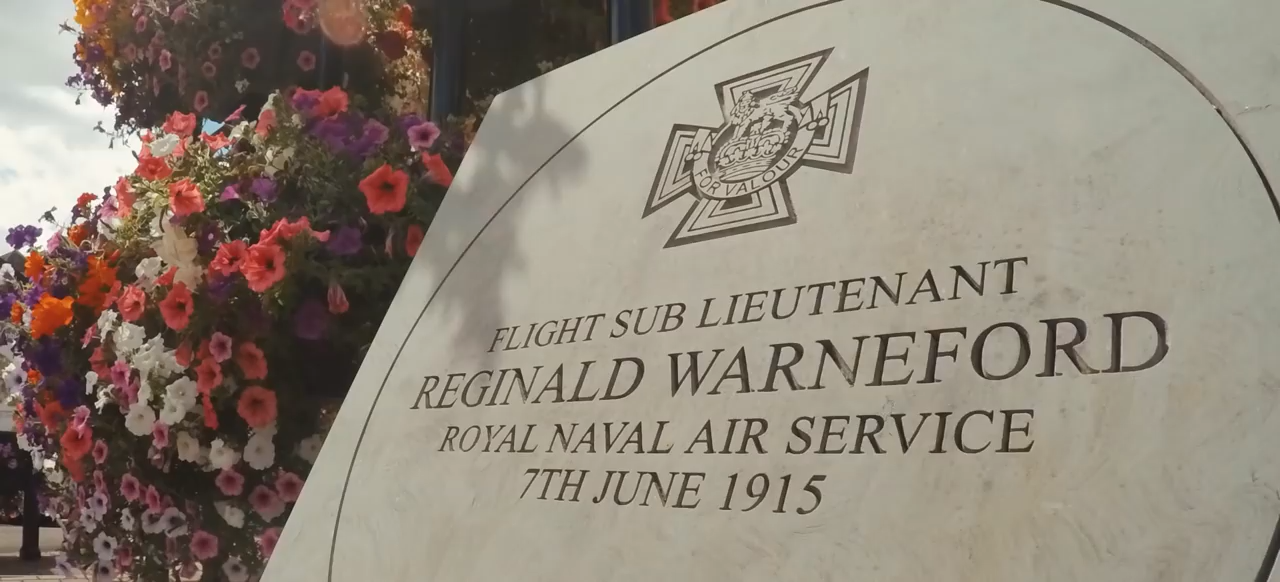 FOR VALOUR
FLIGHT SUB LIEUTENANT
REGINALD WARNEFORD
ROYAL NAVAL AIR SERVICE
7TH JUNE 1915